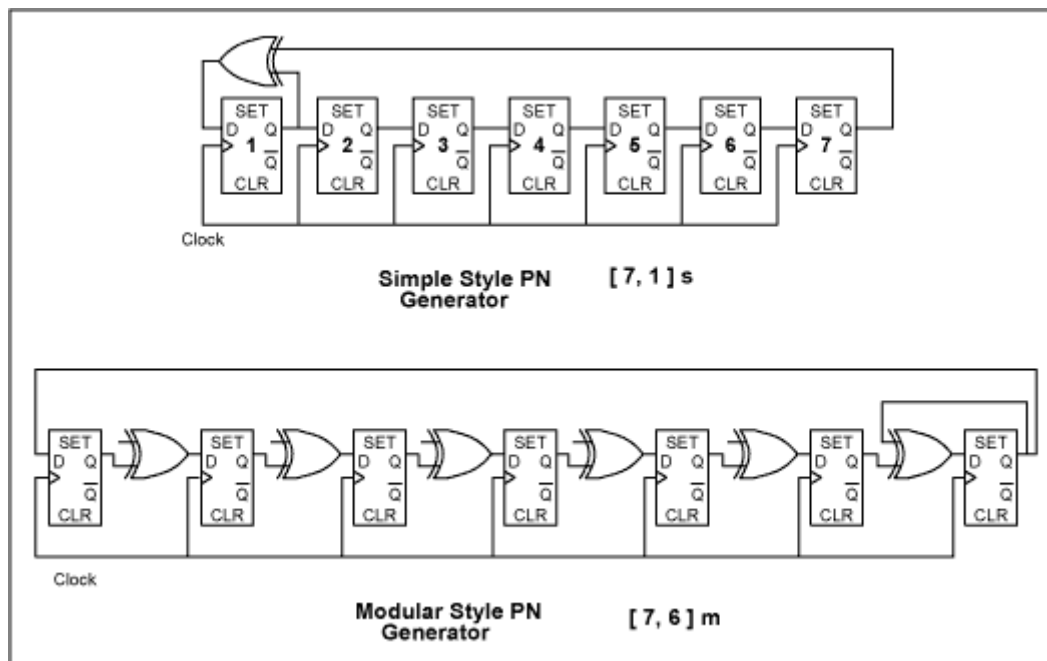 SET SET SET SET SET SET SET
D Q D Q D Q D Q D Q D Q D Q
1 2 3 4 5 6 7
Q Q Q Q Q Q Q
CLR CLR CLR CLR CLR CLR CLR
Clock
Simple Style PN [ 7, 1 ] s
Generator
SET SET SET SET SET SET SET
D Q D Q D Q D Q D Q D Q D Q
Q Q Q Q Q Q Q
CLR CLR CLR CLR CLR CLR CLR
Clock
Modular Style PN [ 7, 6 ] m
Generator